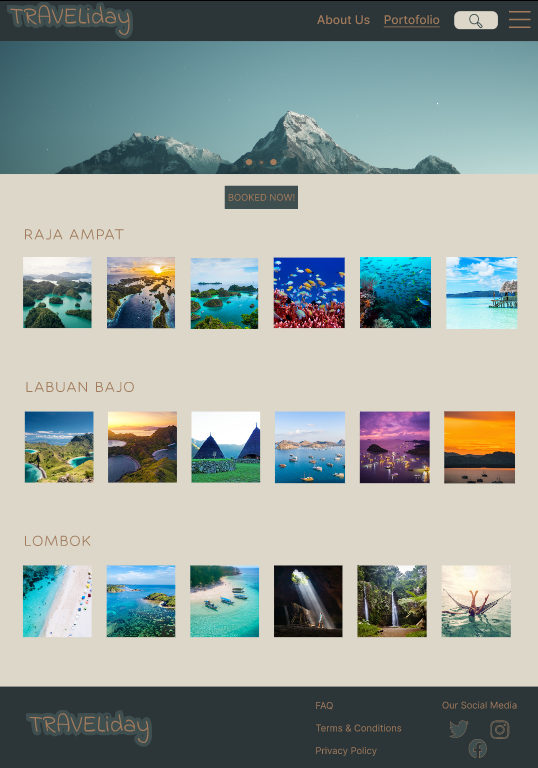 TRAVELiday
About Us Portofolio
BOOKED NOW!
RAJA AMPAT
LABUAN BAJO
LOMBOK
TRAVELiday
FAQ
Terms & Conditions
Privacy Policy
Our Social Media